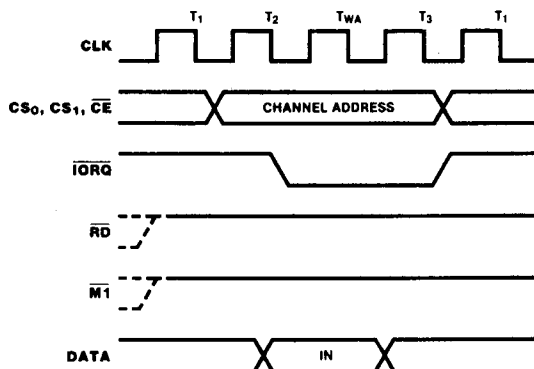 T1 T2 TWA T3 T1
CLK
CS0, CS1, CE CHANNEL ADDRESS
IORQ
RD
M1
DATA IN